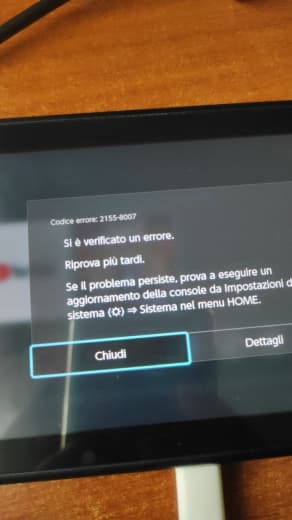 Codice errore: 2155-8007
Si è verificato un errore.
Riprova più tardi.
Se il problema persiste, prova a eseguire un
aggiornamento della console da Impostazioni d
sistema (⚙) ⇒ Sistema nel menu HOME.
Chiudi
Dettagli